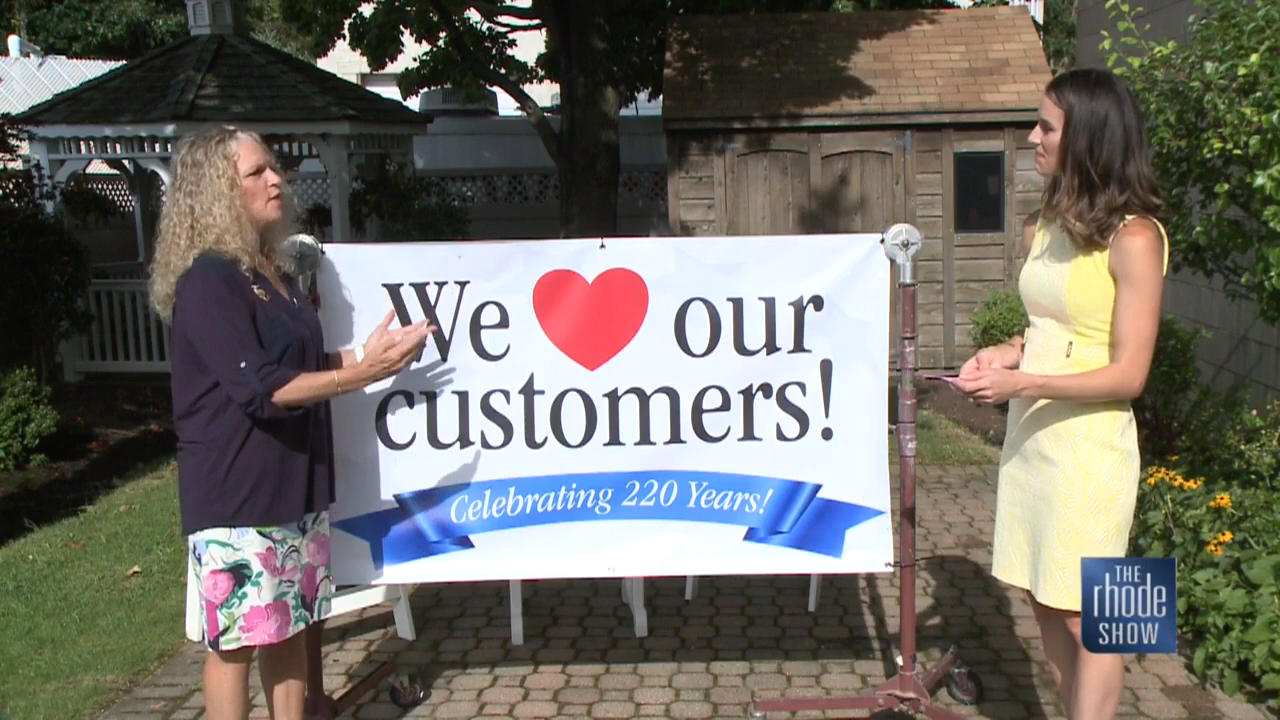 We ❤ our
customers!
Celebrating 220 Years!
THE
rhode
SHOW